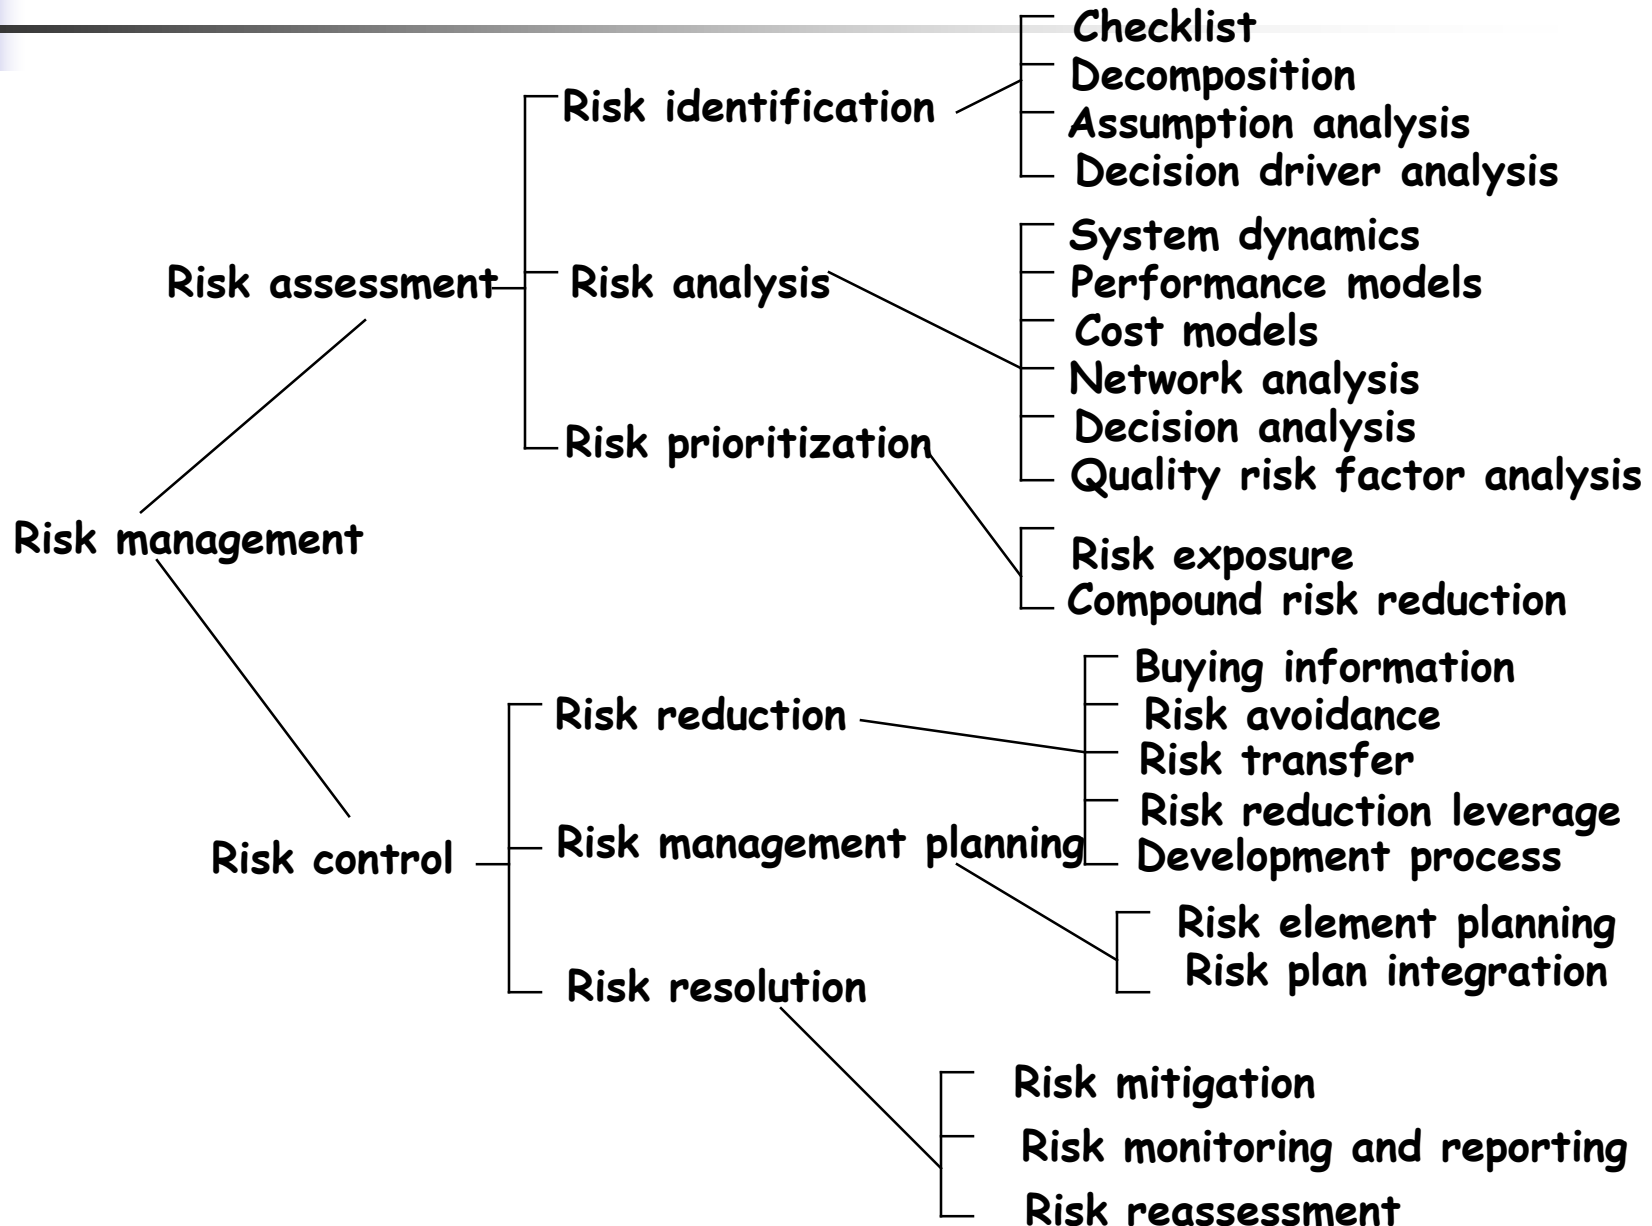 Checklist
Decomposition
Risk identification
Assumption analysis
Decision driver analysis
System dynamics
Risk assessment
Risk analysis
Performance models
Cost models
Network analysis
Decision analysis
Risk prioritization
Quality risk factor analysis
Risk management
Risk exposure
Compound risk reduction
Buying information
Risk reduction
Risk avoidance
Risk transfer
Risk reduction leverage
Risk management planning
Risk control
Development process
Risk element planning
Risk plan integration
Risk resolution
Risk mitigation
Risk monitoring and reporting
Risk reassessment